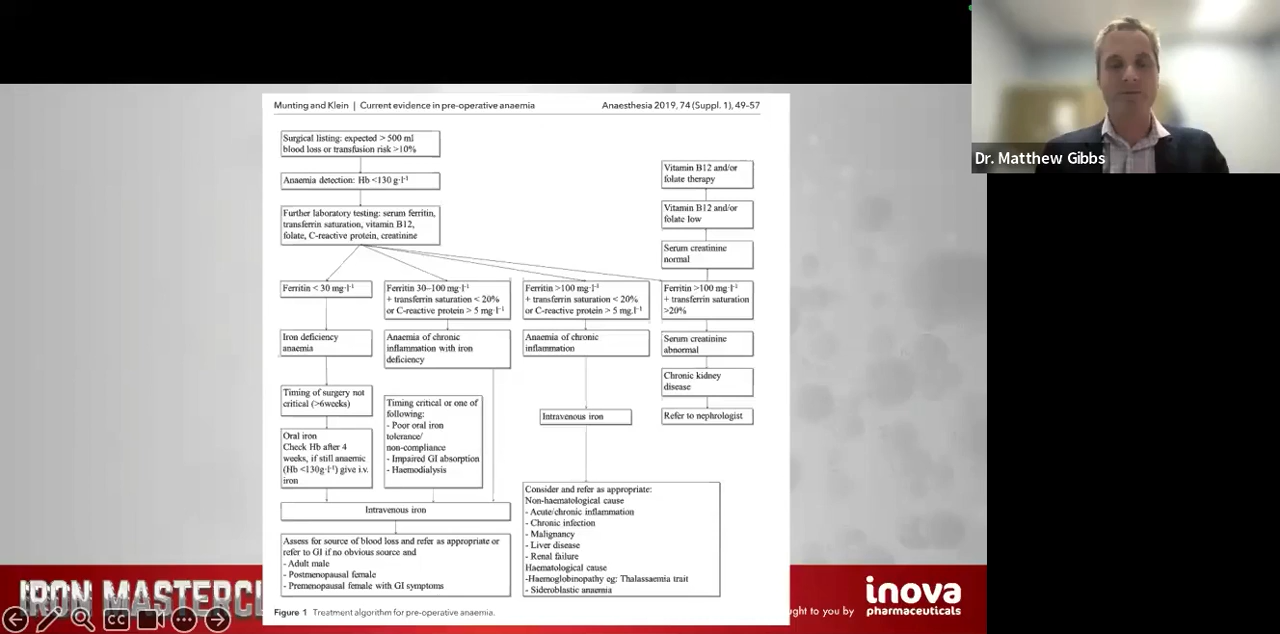 Dr. Matthew Gibbs
Munting and Klein | Current evidence in pre-operative anaemia
Anaesthesia 2019, 74 (Suppl. 1), 49–57
Surgical listing: expected > 500 ml
blood loss or transfusion risk >10%
Anaemia detection: Hb <130 g·l⁻¹
Further laboratory testing: serum ferritin,
transferrin saturation, vitamin B12,
folate, C-reactive protein, creatinine
Vitamin B12 and/or
folate therapy
Vitamin B12 and/or
folate low
Serum creatinine
normal
Ferritin < 30 mg·l⁻¹
Ferritin 30–100 mg·l⁻¹
+ transferrin saturation < 20%
or C-reactive protein > 5 mg·l⁻¹
Ferritin >100 mg·l⁻¹
+ transferrin saturation < 20%
or C-reactive protein > 5 mg.l⁻¹
Ferritin >100 mg·l⁻¹
+ transferrin saturation
>20%
Iron deficiency
anaemia
Anaemia of chronic
inflammation with iron
deficiency
Anaemia of chronic
inflammation
Serum creatinine
abnormal
Chronic kidney
disease
Refer to nephrologist
Timing of surgery not
critical (>6weeks)
Oral iron
Check Hb after 4
weeks, if still anaemic
(Hb <130g·l⁻¹) give i.v.
iron
Timing critical or one of
following:
- Poor oral iron
tolerance/
non-compliance
- Impaired GI absorption
- Haemodialysis
Intravenous iron
Intravenous iron
Assess for source of blood loss and refer as appropriate or
refer to GI if no obvious source and
- Adult male
- Postmenopausal female
- Premenopausal female with GI symptoms
Consider and refer as appropriate:
Non-haematological cause
- Acute/chronic inflammation
- Chronic infection
- Malignancy
- Liver disease
- Renal failure
Haematological cause
-Haemoglobinopathy eg: Thalassaemia trait
- Sideroblastic anaemia
Figure 1 Treatment algorithm for pre-operative anaemia.
IRON MASTERCL
ught to you by
inova
pharmaceuticals
CC